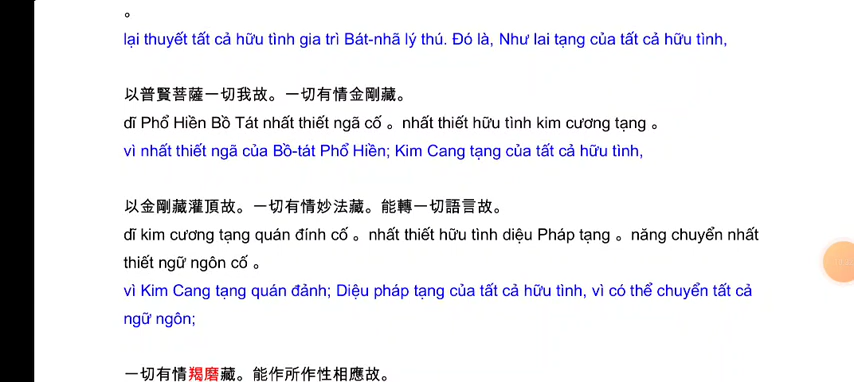 。
lại thuyết tất cả hữu tình gia trì Bát-nhã lý thú. Đó là, Như lai tạng của tất cả hữu tình,
以普賢菩薩一切我故。一切有情金剛藏。
dĩ Phổ Hiền Bồ Tát nhất thiết ngã cố 。nhất thiết hữu tình kim cương tạng 。
vì nhất thiết ngã của Bồ-tát Phổ Hiền; Kim Cang tạng của tất cả hữu tình,
以金剛藏灌頂故。一切有情妙法藏。能轉一切語言故。
dĩ kim cương tạng quán đính cố 。nhất thiết hữu tình diệu Pháp tạng 。năng chuyển nhất
thiết ngữ ngôn cố 。
vì Kim Cang tạng quán đảnh; Diệu pháp tạng của tất cả hữu tình, vì có thể chuyển tất cả
ngữ ngôn;
一切有情羯磨藏。能作所作性相應故。